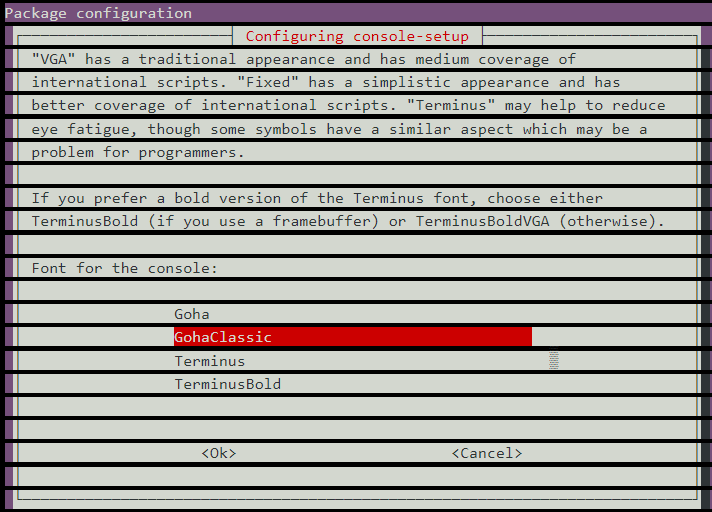 Package configuration
Configuring console-setup
"VGA" has a traditional appearance and has medium coverage of
international scripts. "Fixed" has a simplistic appearance and has
better coverage of international scripts. "Terminus" may help to reduce
eye fatigue, though some symbols have a similar aspect which may be a
problem for programmers.
If you prefer a bold version of the Terminus font, choose either
TerminusBold (if you use a framebuffer) or TerminusBoldVGA (otherwise).
Font for the console:
Goha
GohaClassic
Terminus
TerminusBold
<Ok> <Cancel>